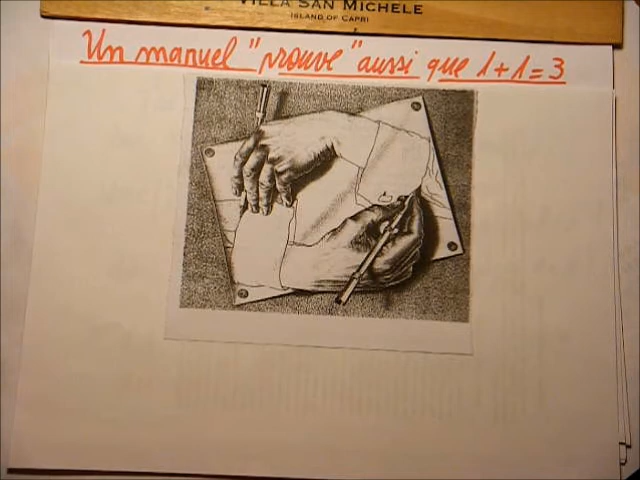 VILLA SAN MICHELE
ISLAND OF CAPRI
Un manuel "prouve" aussi que 1+1=3